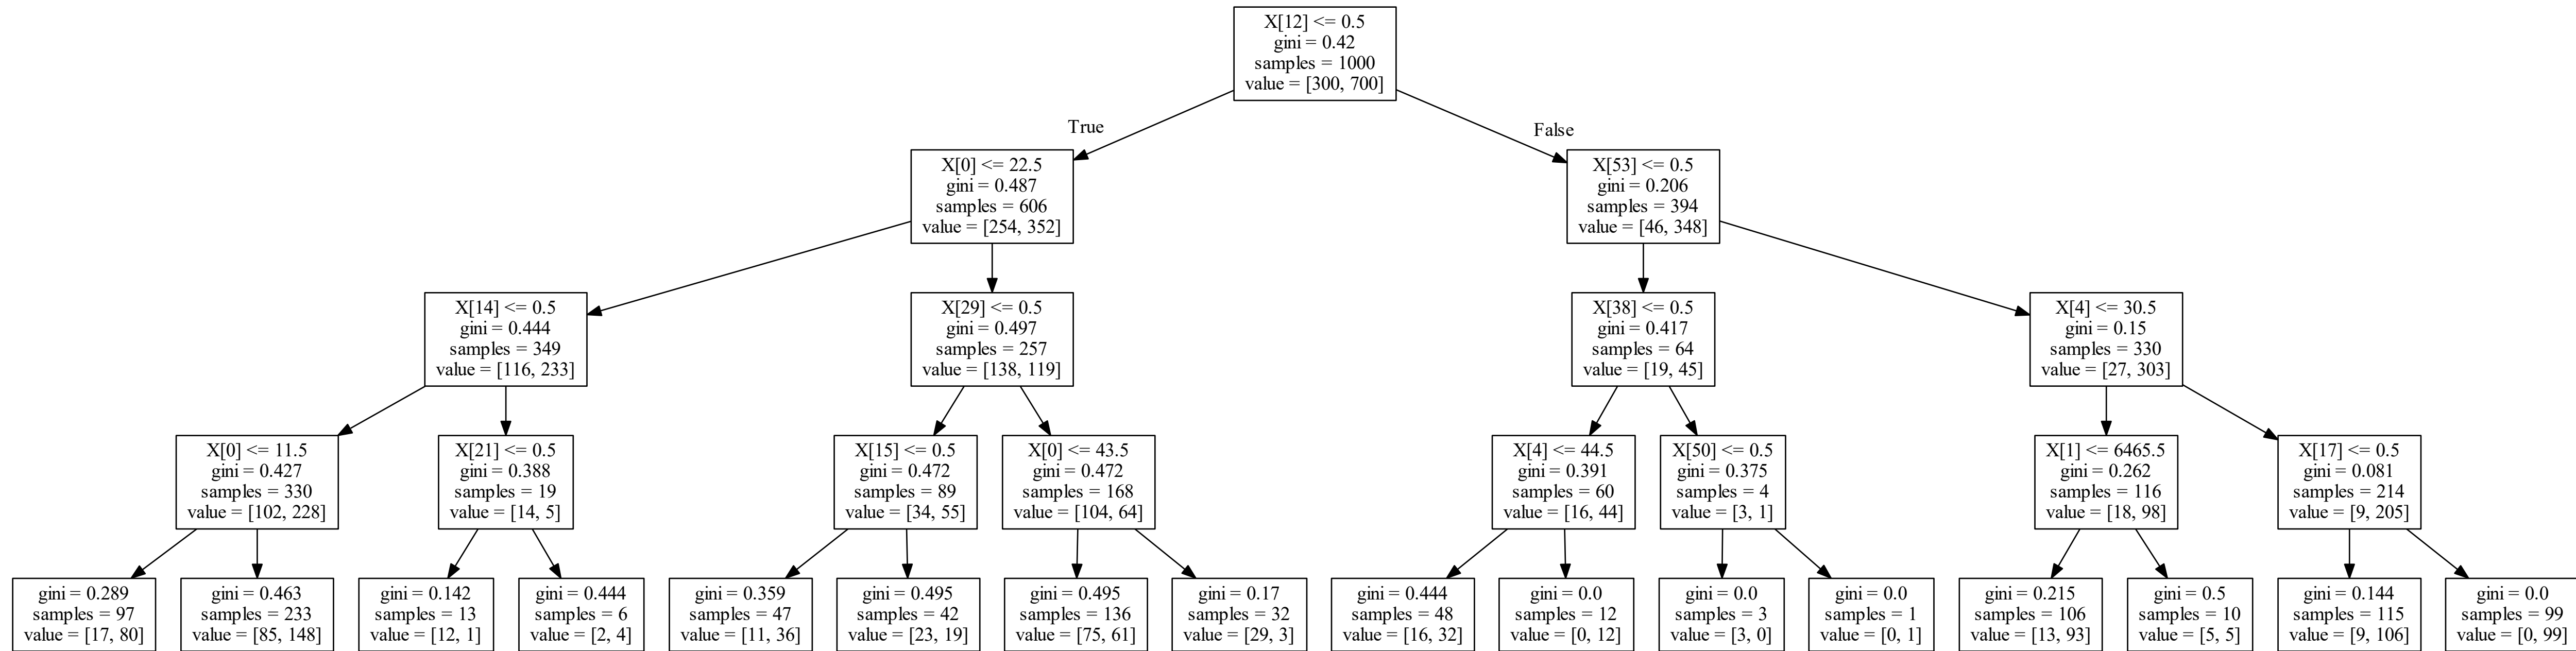 X[12] <= 0.5
gini = 0.42
samples = 1000
value = [300, 700]
True
False
X[0] <= 22.5
gini = 0.487
samples = 606
value = [254, 352]
X[53] <= 0.5
gini = 0.206
samples = 394
value = [46, 348]
X[14] <= 0.5
gini = 0.444
samples = 349
value = [116, 233]
X[29] <= 0.5
gini = 0.497
samples = 257
value = [138, 119]
X[38] <= 0.5
gini = 0.417
samples = 64
value = [19, 45]
X[4] <= 30.5
gini = 0.15
samples = 330
value = [27, 303]
X[0] <= 11.5
gini = 0.427
samples = 330
value = [102, 228]
X[21] <= 0.5
gini = 0.388
samples = 19
value = [14, 5]
X[15] <= 0.5
gini = 0.472
samples = 89
value = [34, 55]
X[0] <= 43.5
gini = 0.472
samples = 168
value = [104, 64]
X[4] <= 44.5
gini = 0.391
samples = 60
value = [16, 44]
X[50] <= 0.5
gini = 0.375
samples = 4
value = [3, 1]
X[1] <= 6465.5
gini = 0.262
samples = 116
value = [18, 98]
X[17] <= 0.5
gini = 0.081
samples = 214
value = [9, 205]
gini = 0.289
samples = 97
value = [17, 80]
gini = 0.463
samples = 233
value = [85, 148]
gini = 0.142
samples = 13
value = [12, 1]
gini = 0.444
samples = 6
value = [2, 4]
gini = 0.359
samples = 47
value = [11, 36]
gini = 0.495
samples = 42
value = [23, 19]
gini = 0.495
samples = 136
value = [75, 61]
gini = 0.17
samples = 32
value = [29, 3]
gini = 0.444
samples = 48
value = [16, 32]
gini = 0.0
samples = 12
value = [0, 12]
gini = 0.0
samples = 3
value = [3, 0]
gini = 0.0
samples = 1
value = [0, 1]
gini = 0.215
samples = 106
value = [13, 93]
gini = 0.5
samples = 10
value = [5, 5]
gini = 0.144
samples = 115
value = [9, 106]
gini = 0.0
samples = 99
value = [0, 99]